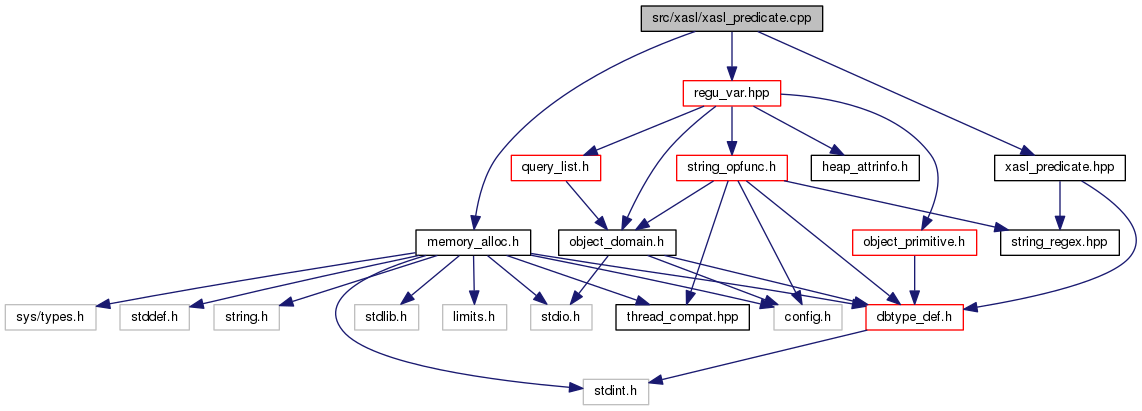 src/xasl/xasl_predicate.cpp
regu_var.hpp
query_list.h
string_opfunc.h
heap_attrinfo.h
xasl_predicate.hpp
memory_alloc.h
object_domain.h
object_primitive.h
string_regex.hpp
sys/types.h
stddef.h
string.h
stdlib.h
limits.h
stdio.h
thread_compat.hpp
config.h
dbtype_def.h
stdint.h